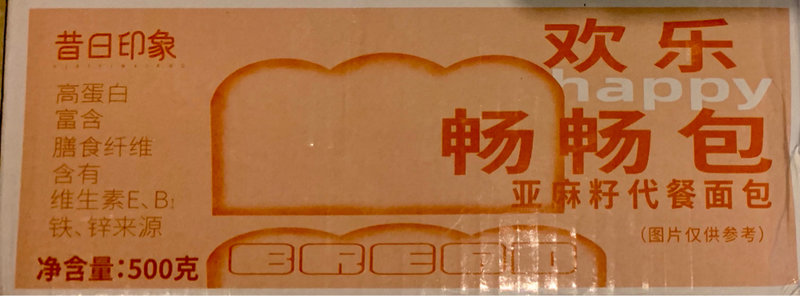 昔日印象
高蛋白
富含
膳食纤维
含有
维生素E、B₁
铁、锌来源
净含量:500克
欢乐
happy
畅畅包
亚麻籽代餐面包
(图片仅供参考)
BREAD